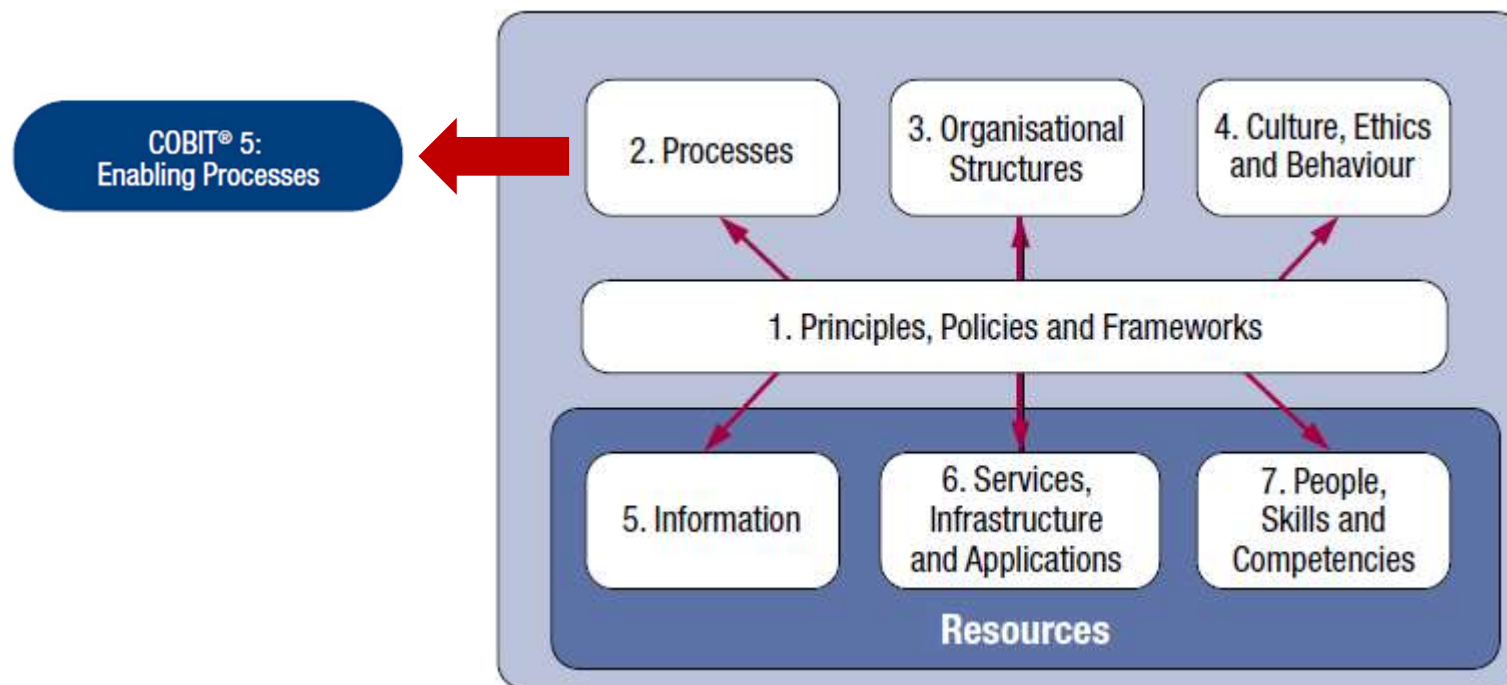 COBIT® 5:
Enabling Processes
2. Processes
3. Organisational
Structures
4. Culture, Ethics
and Behaviour
1. Principles, Policies and Frameworks
5. Information
6. Services,
Infrastructure
and Applications
7. People,
Skills and
Competencies
Resources